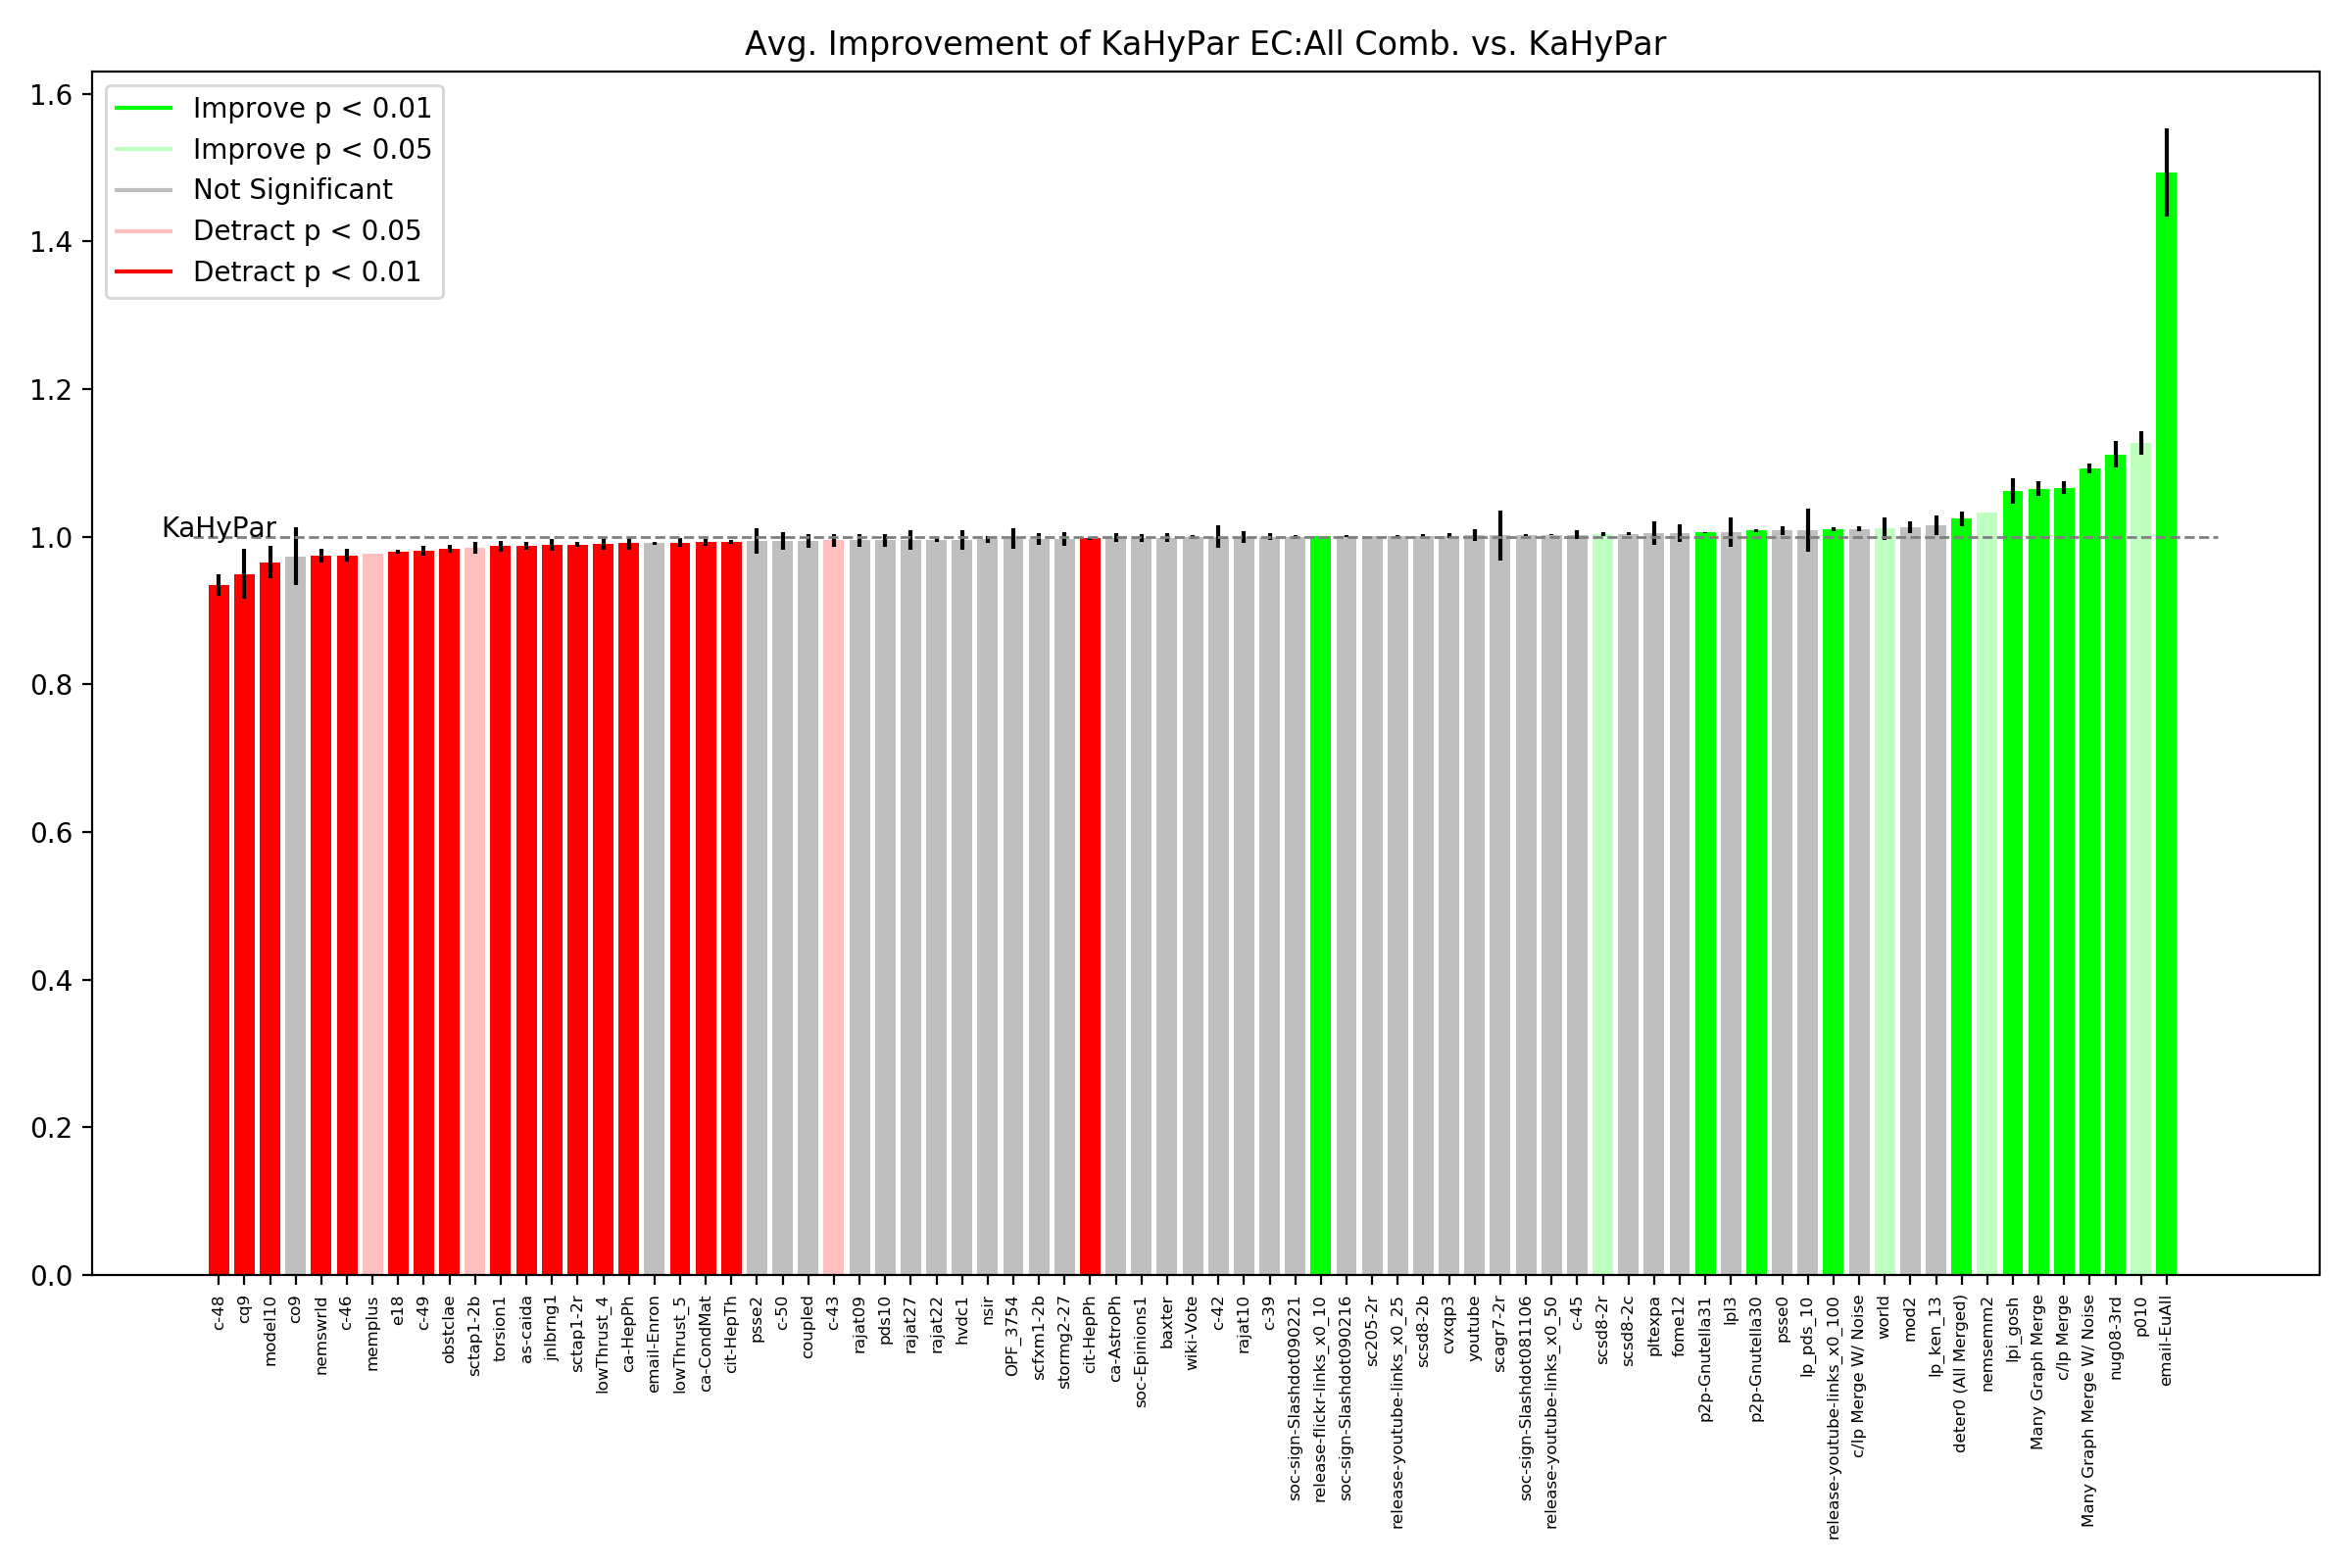 Avg. Improvement of KaHyPar EC:All Comb. vs. KaHyPar
1.6
1.4
1.2
1.0
0.8
0.6
0.4
0.2
0.0
Improve p < 0.01
Improve p < 0.05
Not Significant
Detract p < 0.05
Detract p < 0.01
KaHyPar
c-48
cq9
model10
co9
nemswrld
c-46
memplus
e18
c-49
obstclae
sctap1-2b
torsion1
as-caida
jnlbrng1
sctap1-2r
lowThrust_4
ca-HepPh
email-Enron
lowThrust_5
ca-CondMat
cit-HepTh
psse2
c-50
coupled
c-43
rajat09
pds10
rajat27
rajat22
hvdc1
nsir
OPF_3754
scfxm1-2b
stormg2-27
cit-HepPh
ca-AstroPh
soc-Epinions1
baxter
wiki-Vote
c-42
rajat10
c-39
soc-sign-Slashdot090221
release-flickr-links_x0_10
soc-sign-Slashdot090216
sc205-2r
release-youtube-links_x0_25
scsd8-2b
cvxqp3
youtube
scagr7-2r
soc-sign-Slashdot081106
release-youtube-links_x0_50
c-45
scsd8-2r
scsd8-2c
pltexpa
fome12
p2p-Gnutella31
lpl3
p2p-Gnutella30
psse0
lp_pds_10
release-youtube-links_x0_100
c/lp Merge W/ Noise
world
mod2
lp_ken_13
deter0 (All Merged)
nemsemm2
lpi_gosh
Many Graph Merge
c/lp Merge
Many Graph Merge W/ Noise
nug08-3rd
p010
email-EuAll